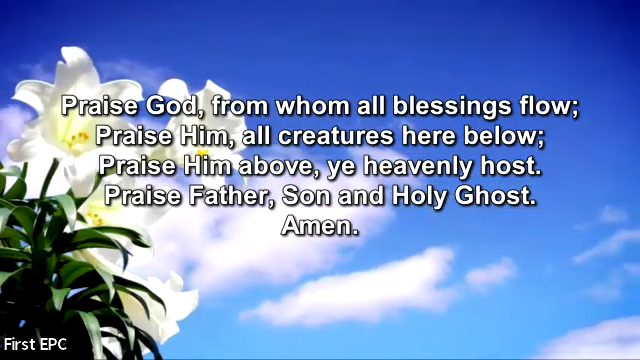 Praise God, from whom all blessings flow;
Praise Him, all creatures here below;
Praise Him above, ye heavenly host.
Praise Father, Son and Holy Ghost.
Amen.
First EPC